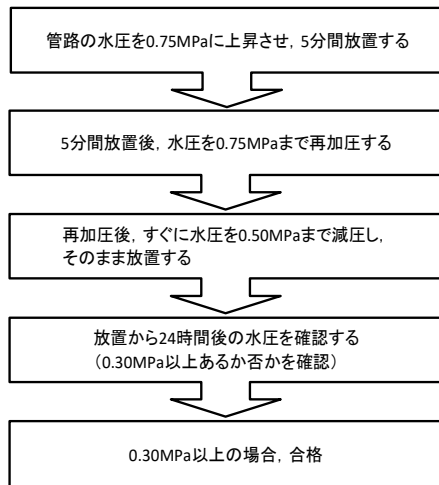 管路の水圧を0.75MPaに上昇させ，5分間放置する
5分間放置後，水圧を0.75MPaまで再加圧する
再加圧後，すぐに水圧を0.50MPaまで減圧し，
そのまま放置する
放置から24時間後の水圧を確認する
（0.30MPa以上あるか否かを確認）
0.30MPa以上の場合，合格